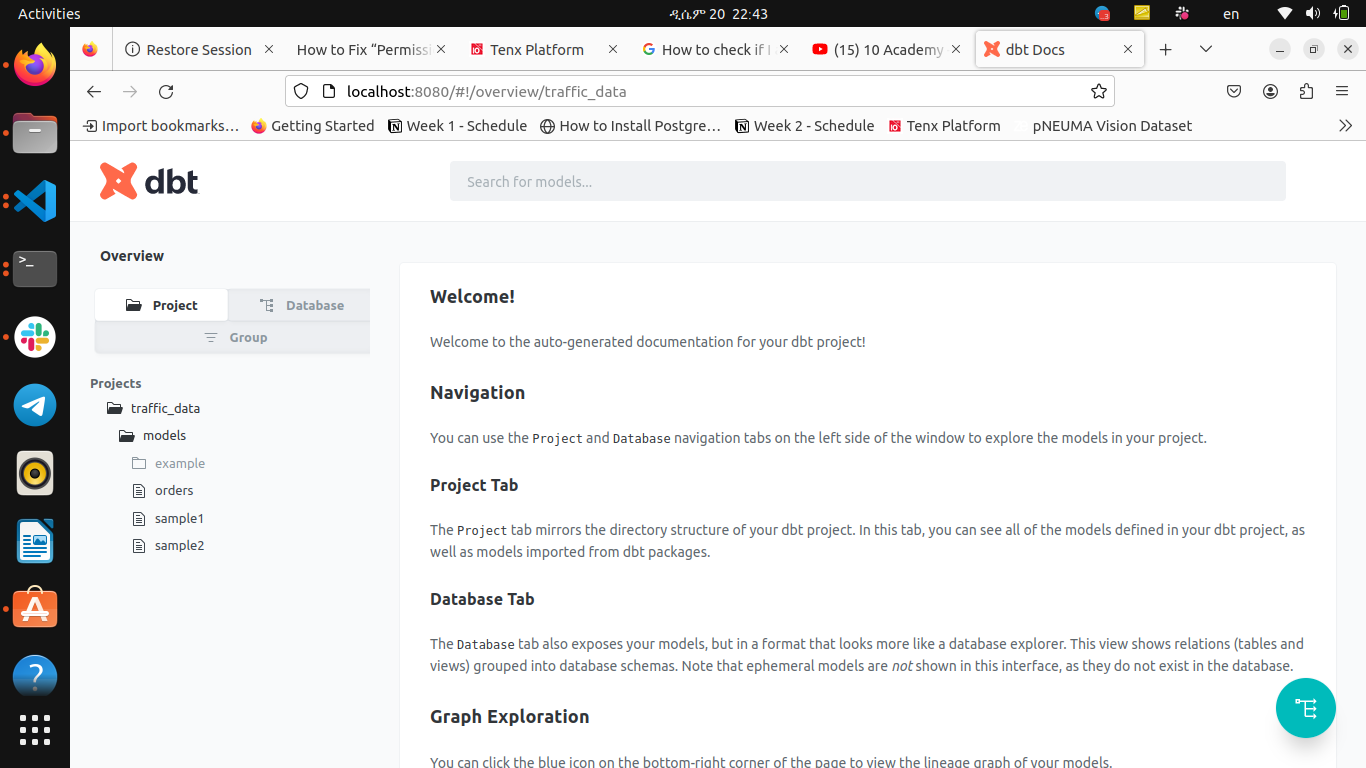 Activities
ዲሴም 20 22:43
en
Restore Session
How to Fix “Permissi
Tenx Platform
How to check if
(15) 10 Academy
dbt Docs
localhost:8080/#!/overview/traffic_data
Import bookmarks…
Getting Started
Week 1 - Schedule
How to Install Postgre…
Week 2 - Schedule
Tenx Platform
pNEUMA Vision Dataset
dbt
Search for models...
Overview
Project
Database
Group
Projects
traffic_data
models
example
orders
sample1
sample2
Welcome!
Welcome to the auto-generated documentation for your dbt project!
Navigation
You can use the Project and Database navigation tabs on the left side of the window to explore the models in your project.
Project Tab
The Project tab mirrors the directory structure of your dbt project. In this tab, you can see all of the models defined in your dbt project, as
well as models imported from dbt packages.
Database Tab
The Database tab also exposes your models, but in a format that looks more like a database explorer. This view shows relations (tables and
views) grouped into database schemas. Note that ephemeral models are not shown in this interface, as they do not exist in the database.
Graph Exploration
You can click the blue icon on the bottom-right corner of the page to view the lineage graph of your models.